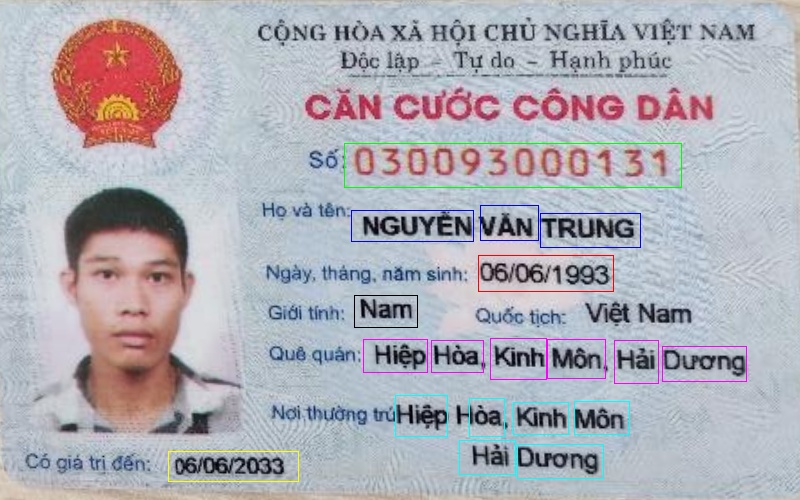 CỘNG HÒA XÃ HỘI CHỦ NGHĨA VIỆT NAM
Độc lập - Tự do - Hạnh phúc
CĂN CƯỚC CÔNG DÂN
Số: 030093000131
Họ và tên: NGUYỄN VĂN TRUNG
Ngày, tháng, năm sinh: 06/06/1993
Giới tính: Nam Quốc tịch: Việt Nam
Quê quán: Hiệp Hòa, Kinh Môn, Hải Dương
Nơi thường trú: Hiệp Hòa, Kinh Môn
Hải Dương
Có giá trị đến: 06/06/2033